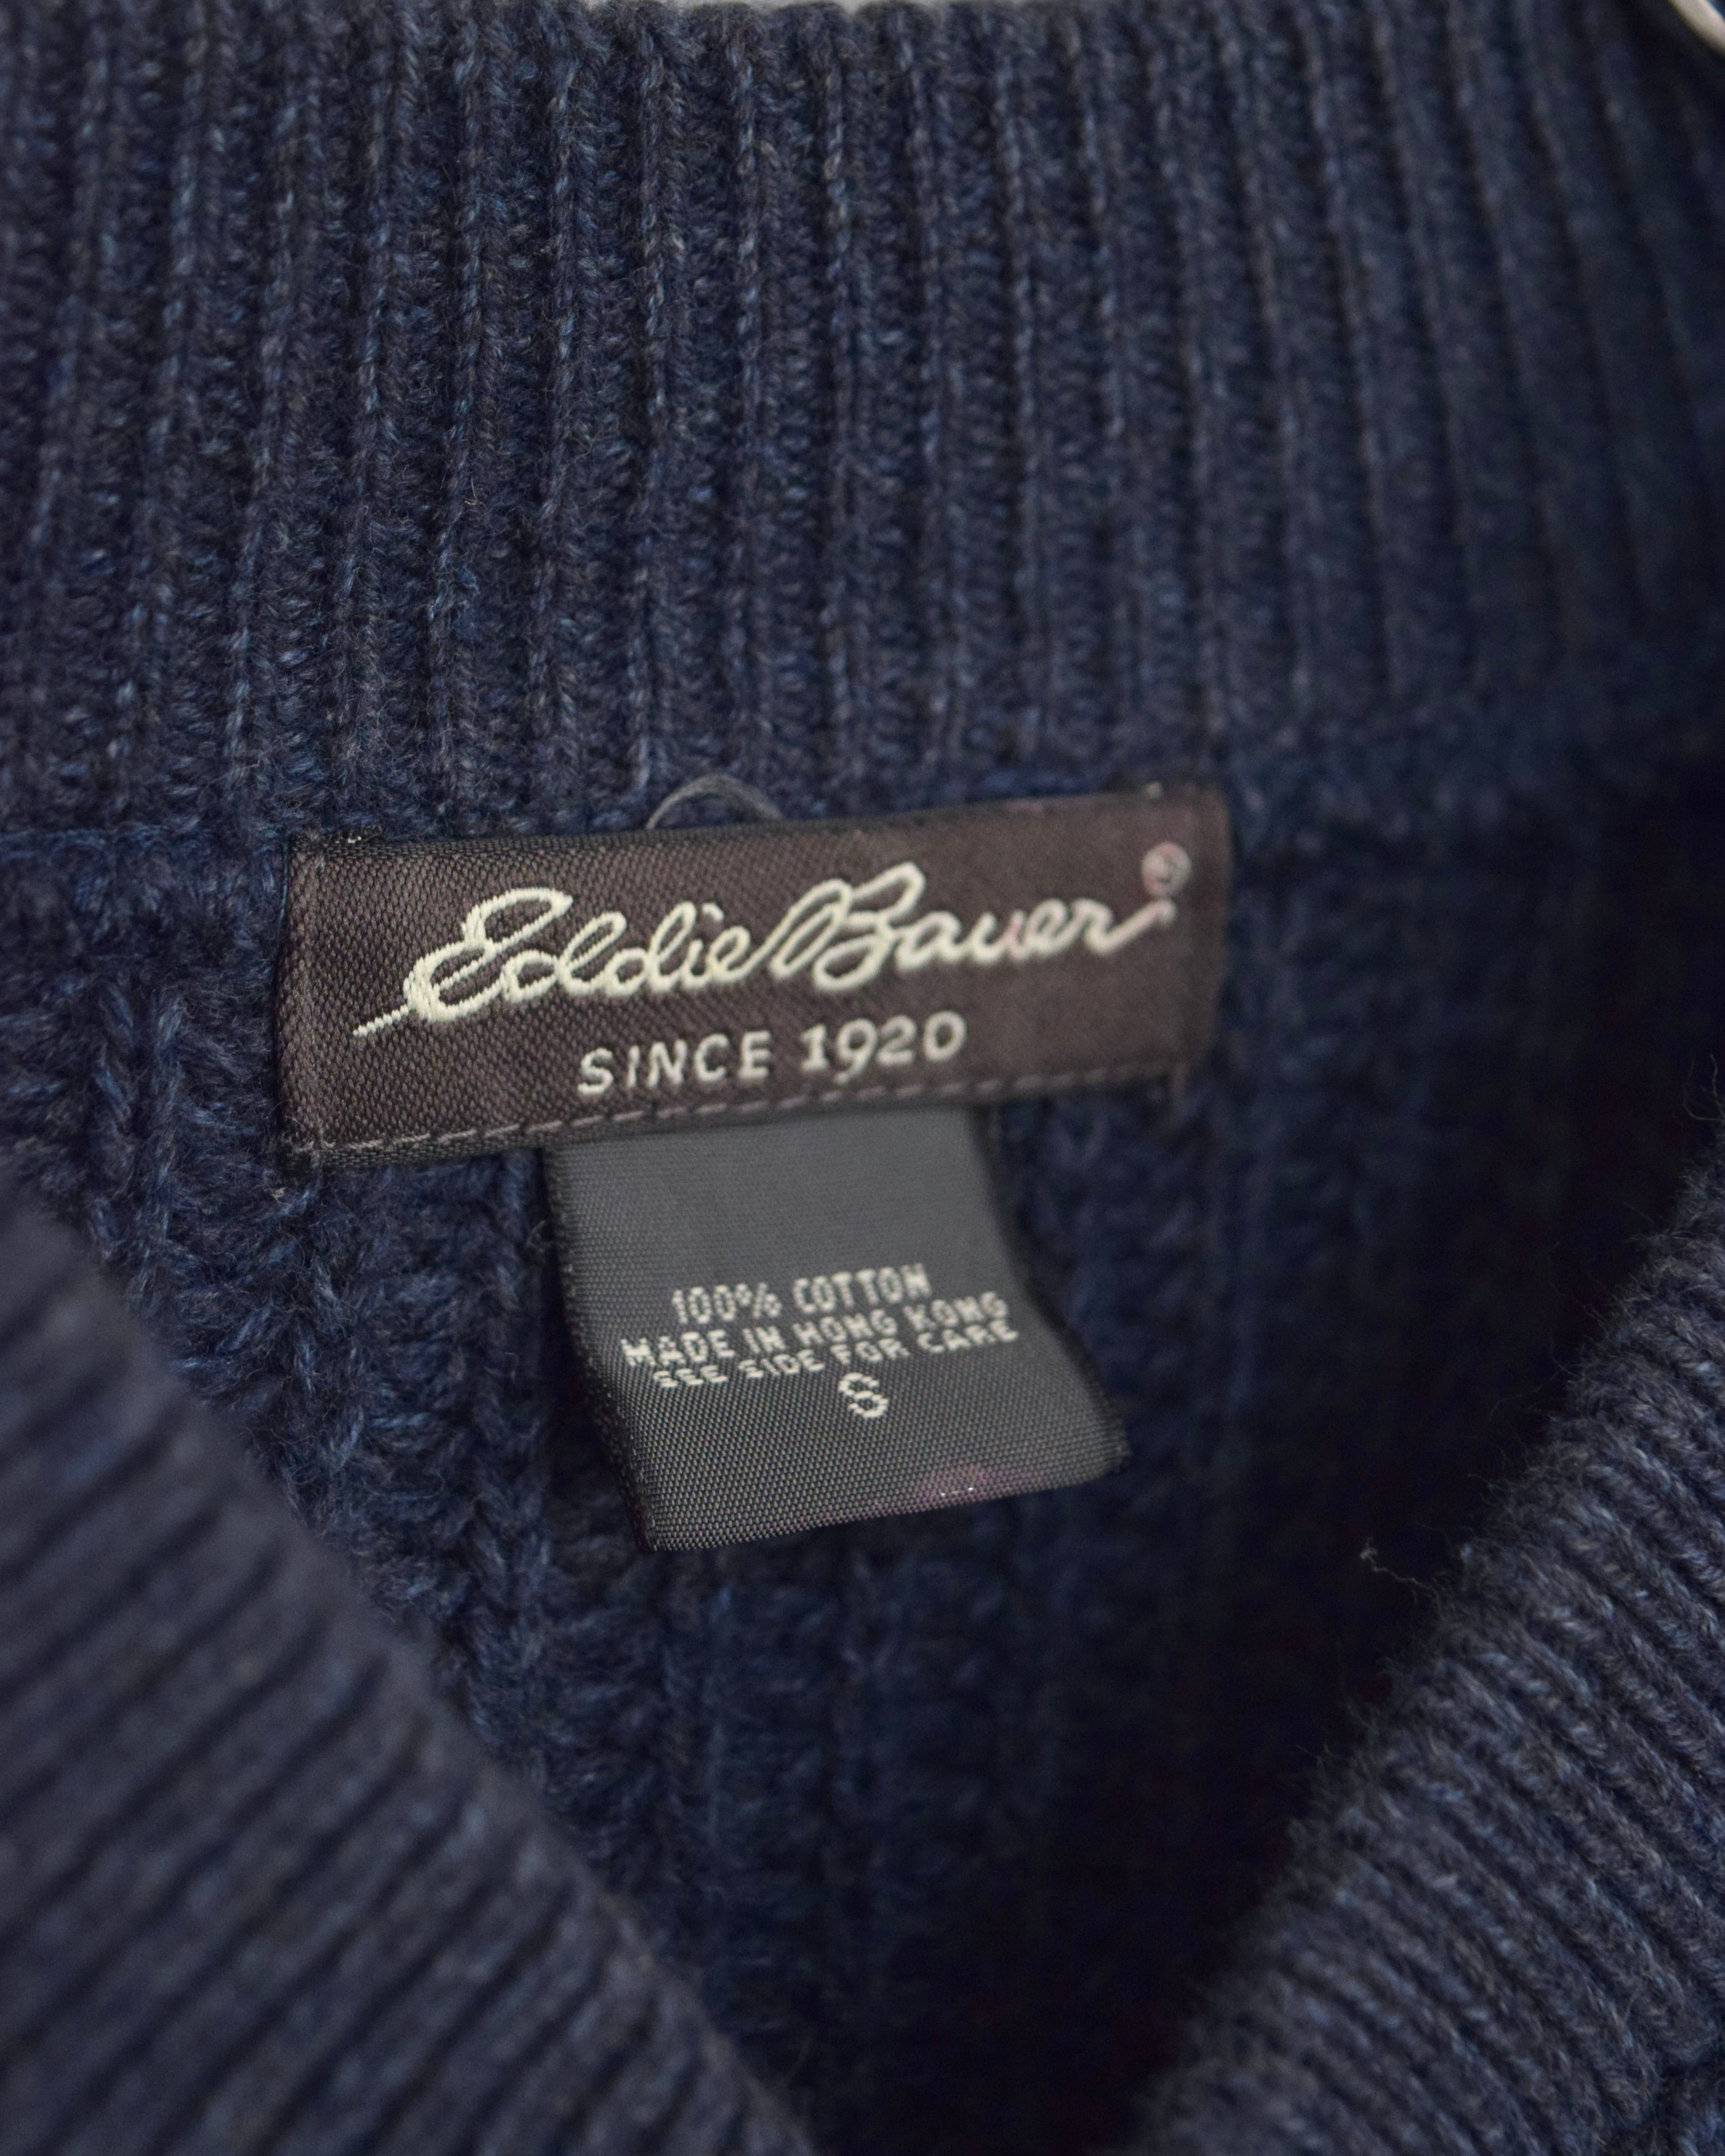 Eddie Bauer®
SINCE 1920
100% COTTON
MADE IN HONG KONG
SEE SIDE FOR CARE
S